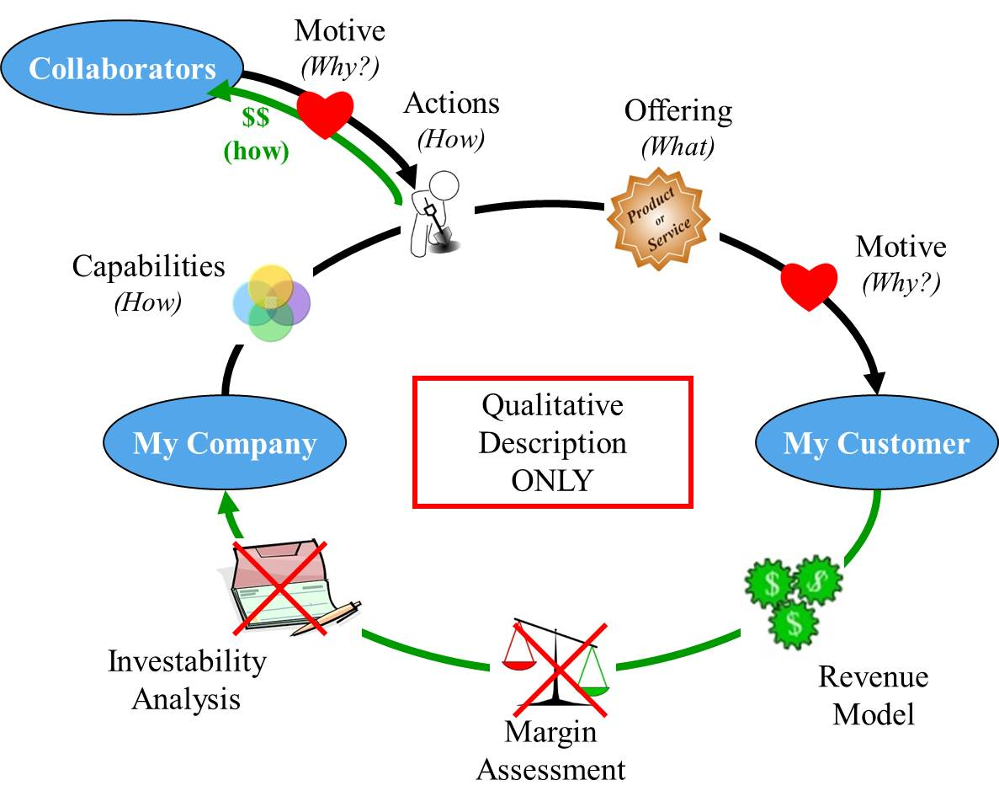 Motive
(Why?)
Collaborators
Actions
(How)
$$
(how)
Offering
(What)
Product
or
Service
Motive
(Why?)
Capabilities
(How)
Qualitative
Description
ONLY
My Company
My Customer
$ $
$
Investability
Analysis
Revenue
Model
Margin
Assessment